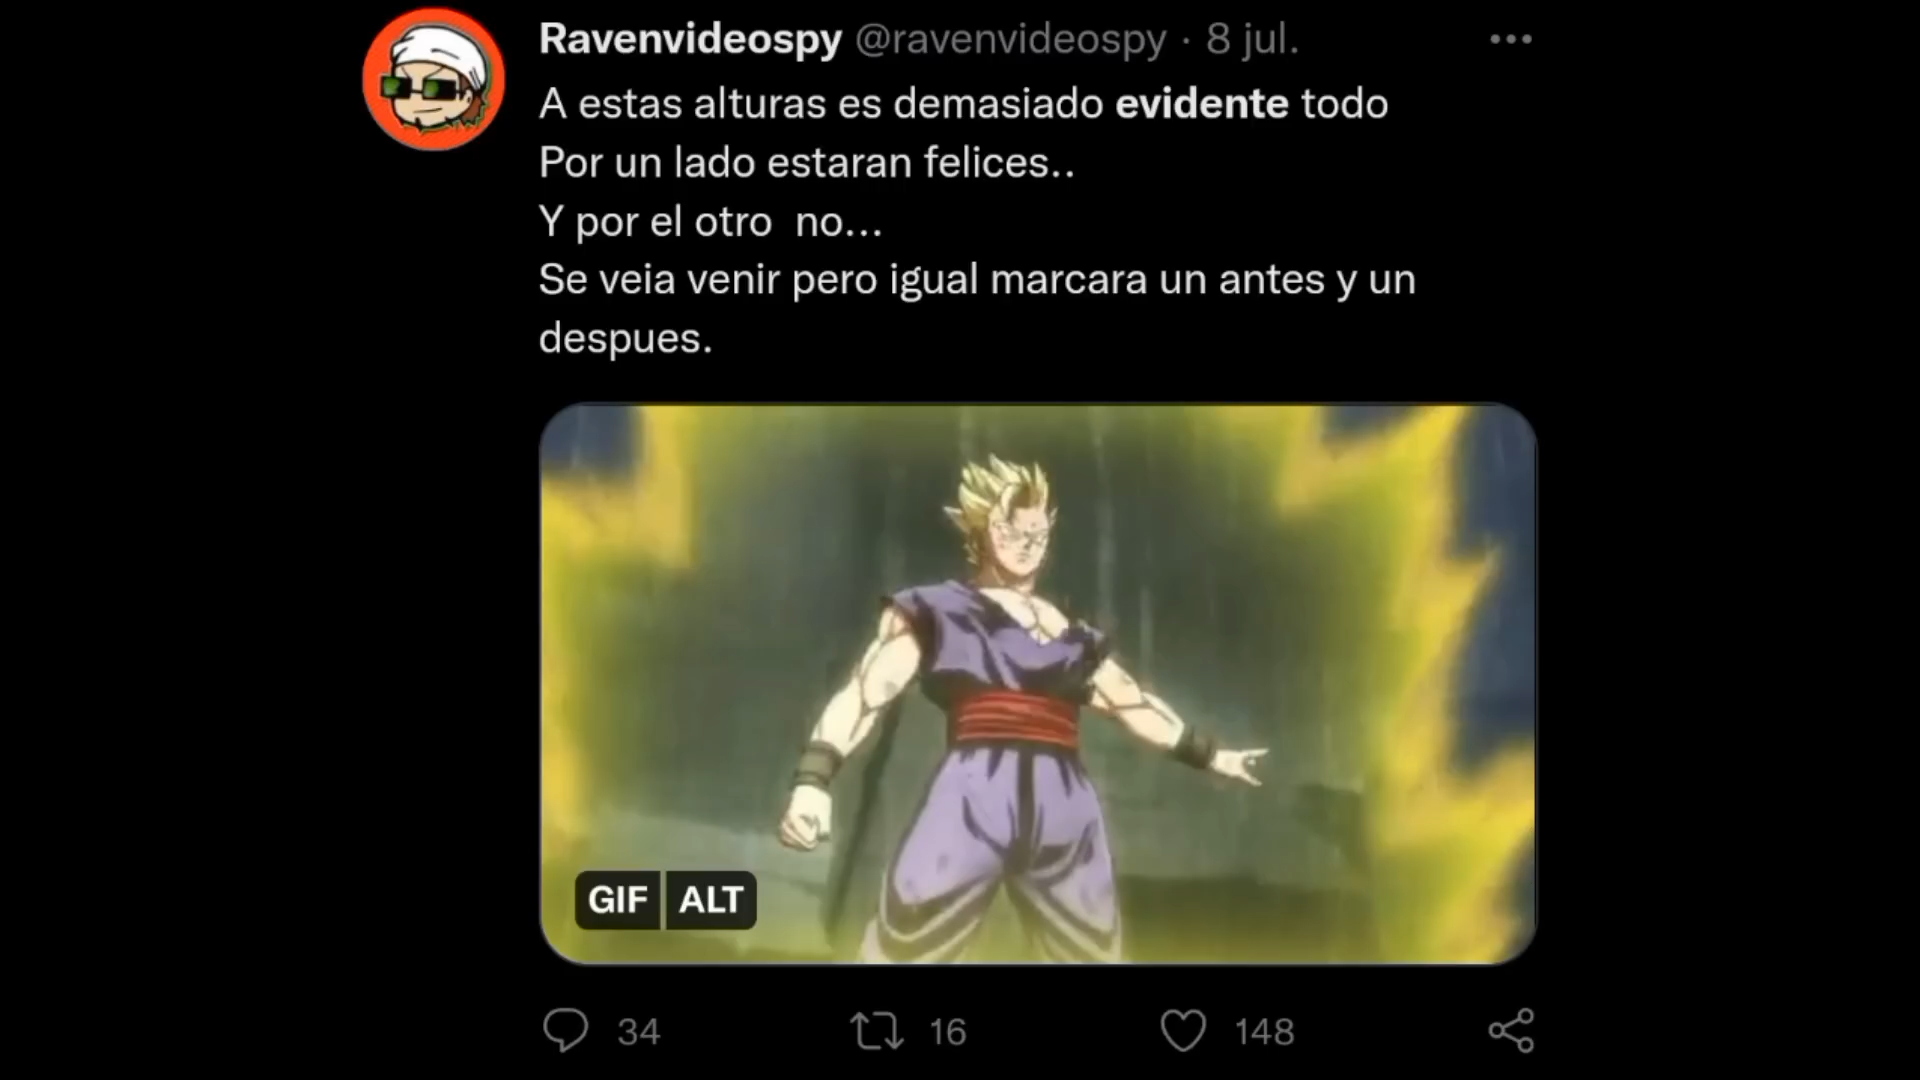 Ravenvideospy @ravenvideospy · 8 jul.
A estas alturas es demasiado evidente todo
Por un lado estaran felices..
Y por el otro  no...
Se veia venir pero igual marcara un antes y un
despues.
GIF ALT
34 16 148